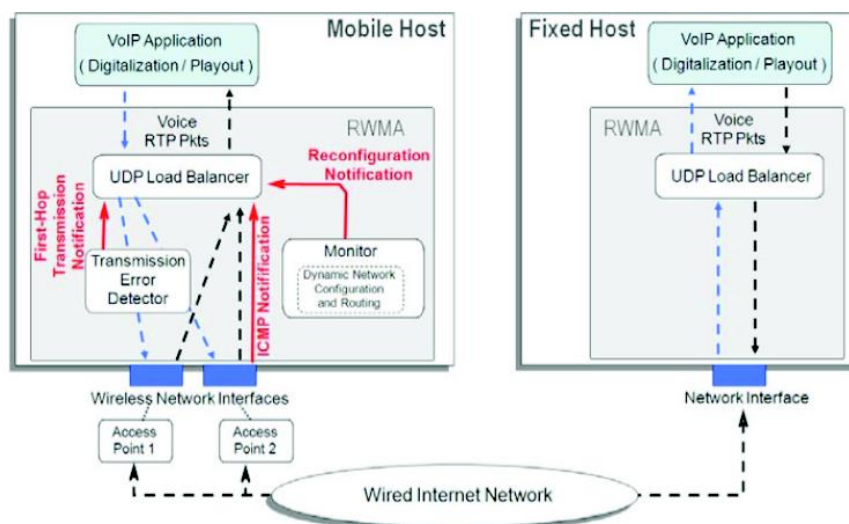 Mobile Host
VoIP Application
( Digitalization / Playout )
RWMA
Voice
RTP Pkts
UDP Load Balancer
Reconfiguration
Notification
First-Hop
Transmission
Notification
Transmission
Error
Detector
ICMP Notitification
Monitor
Dynamic Network
Configuration
and Routing
Wireless Network Interfaces
Access
Point 1
Access
Point 2
Fixed Host
VoIP Application
( Digitalization / Playout )
RWMA
Voice
RTP Pkts
UDP Load Balancer
Network Interface
Wired Internet Network